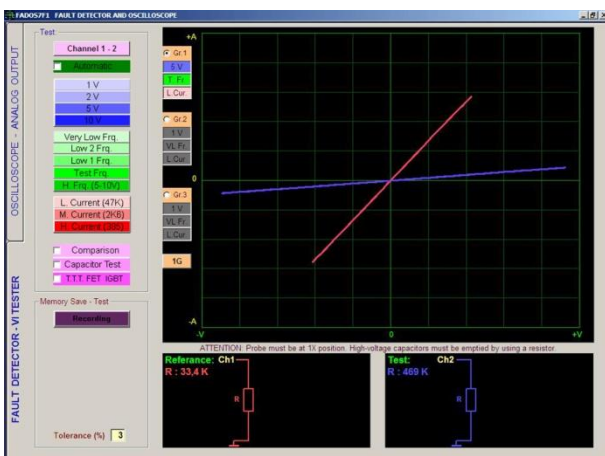 FADOS7F1 FAULT DETECTOR AND OSCILLOSCOPE
OSCILLOSCOPE - ANALOG OUTPUT
FAULT DETECTOR - VI TESTER
Test
Channel 1 - 2
Automatic
1 V
2 V
5 V
10 V
Very Low Frq.
Low 2 Frq.
Low 1 Frq.
Test Frq.
H. Frq. (5-10V)
L. Current (47K)
M. Current (2K6)
Comparison
Capacitor Test
T.T.T. FET IGBT
Memory Save - Test
Recording
Tolerance (%) 3
Gr.1
5 V
T. Fr.
L.Cur.
Gr.2
1 V
VL Fr.
L.Cur
Gr.3
1 V
VL Fr.
L.Cur
1G
+A
0
-A
-V
0
+V
ATTENTION: Probe must be at 1X position. High-voltage capacitors must be emptied by using a resistor.
Referance: Ch1
R : 33,4 K
R
Test: Ch2
R : 469 K
R